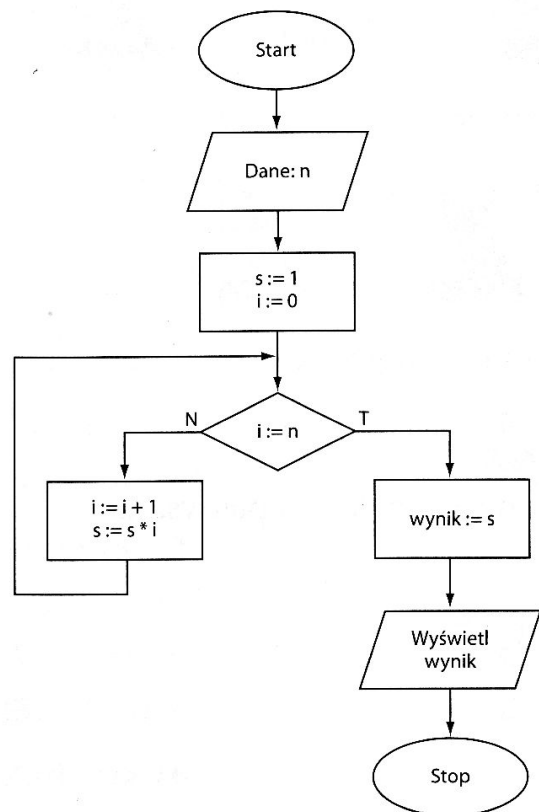 Start
Dane: n
s := 1
i := 0
N
T
i := n
i := i + 1
s := s * i
wynik := s
Wyświetl
wynik
Stop